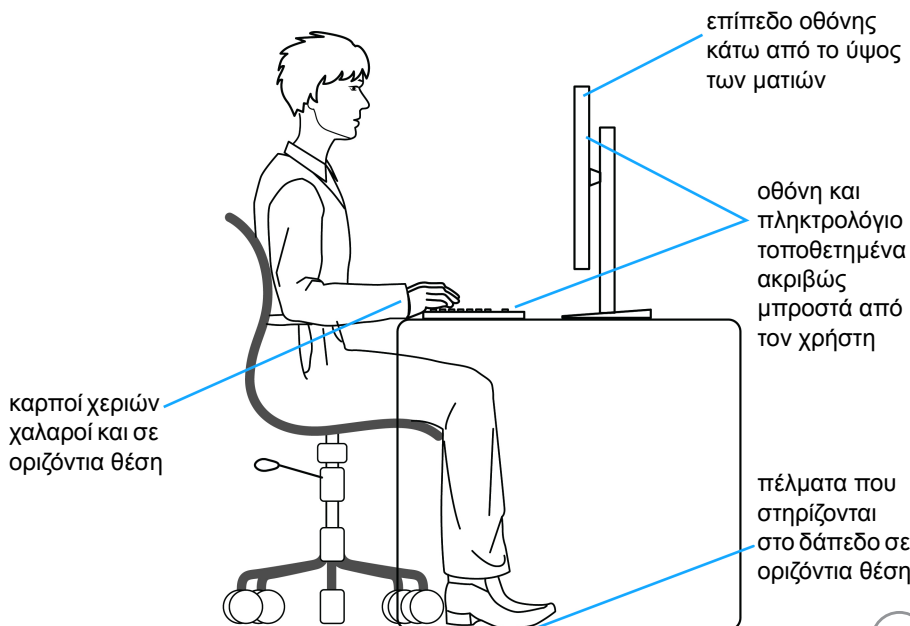 επίπεδο οθόνης
κάτω από το ύψος
των ματιών
οθόνη και
πληκτρολόγιο
τοποθετημένα
ακριβώς
μπροστά από
τον χρήστη
καρποί χεριών
χαλαροί και σε
οριζόντια θέση
πέλματα που
στηρίζονται
στο δάπεδο σε
οριζόντια θέση